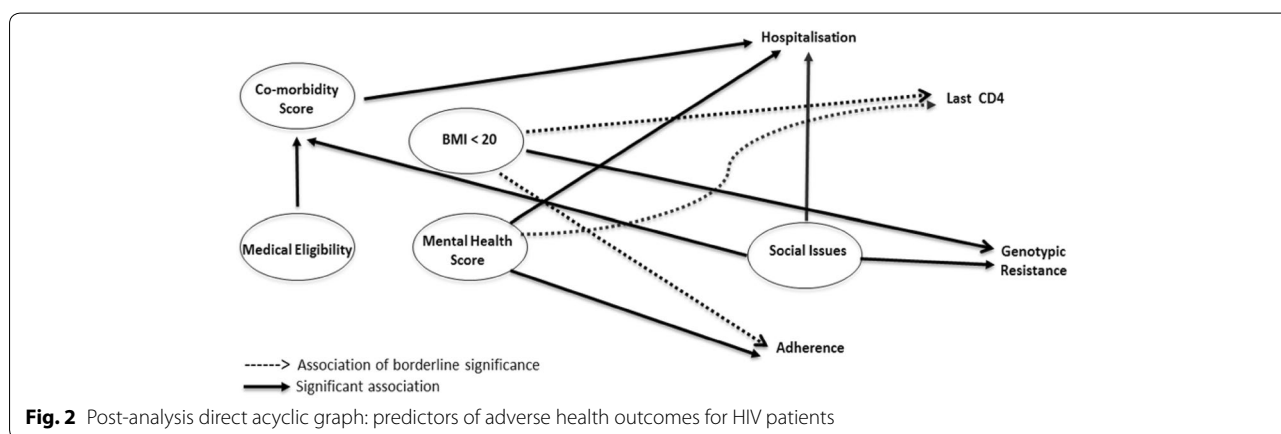 Hospitalisation
Co-morbidity
Score
Last CD4
BMI < 20
Medical Eligibility
Mental Health
Score
Social Issues
Genotypic
Resistance
Adherence
Association of borderline significance
Significant association
Fig. 2 Post-analysis direct acyclic graph: predictors of adverse health outcomes for HIV patients